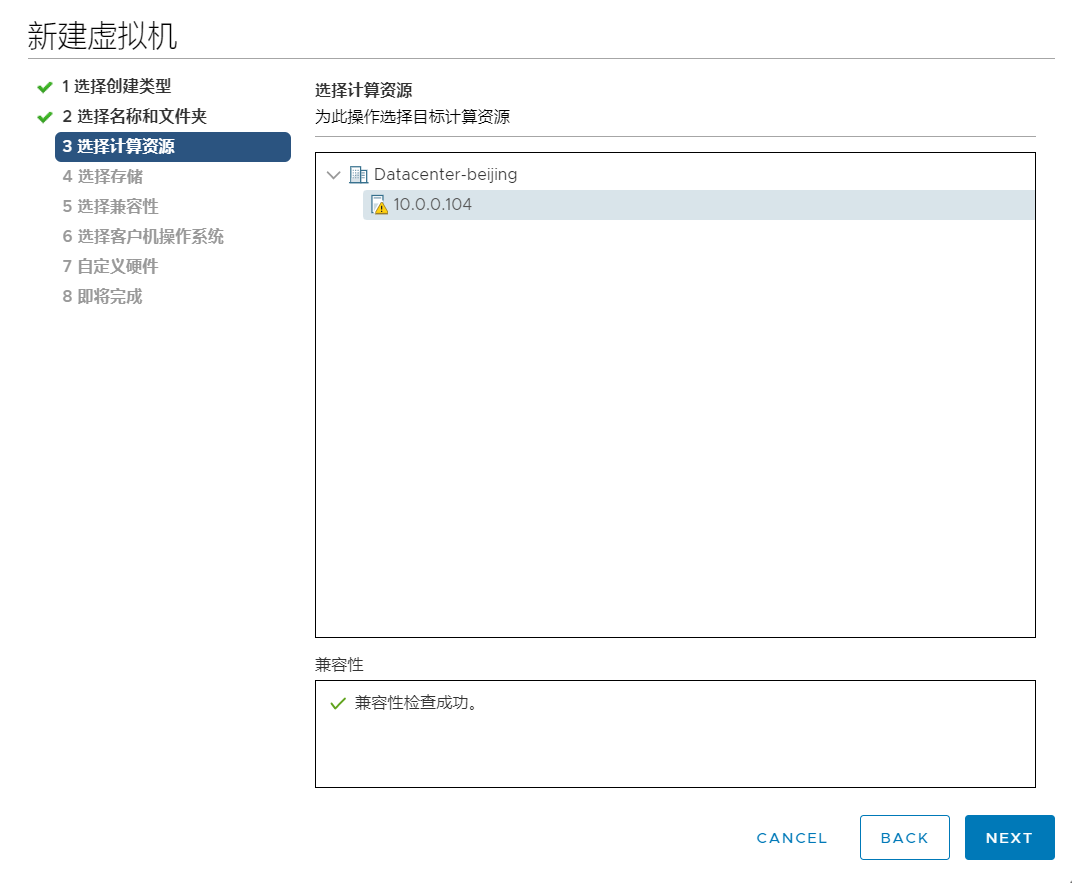 新建虚拟机
1 选择创建类型
2 选择名称和文件夹
3 选择计算资源
4 选择存储
5 选择兼容性
6 选择客户机操作系统
7 自定义硬件
8 即将完成
选择计算资源
为此操作选择目标计算资源
Datacenter-beijing
10.0.0.104
兼容性
兼容性检查成功。
CANCEL
BACK
NEXT